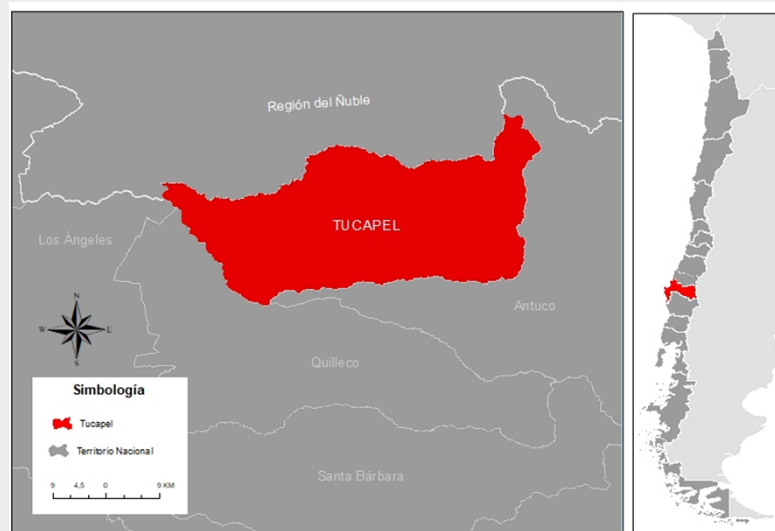 Región del Ñuble
TUCAPEL
Los Ángeles
Antuco
N
W E
S
Quilleco
Simbología
Tucapel
Territorio Nacional
9 4,5 0 9 KM
Santa Bárbara